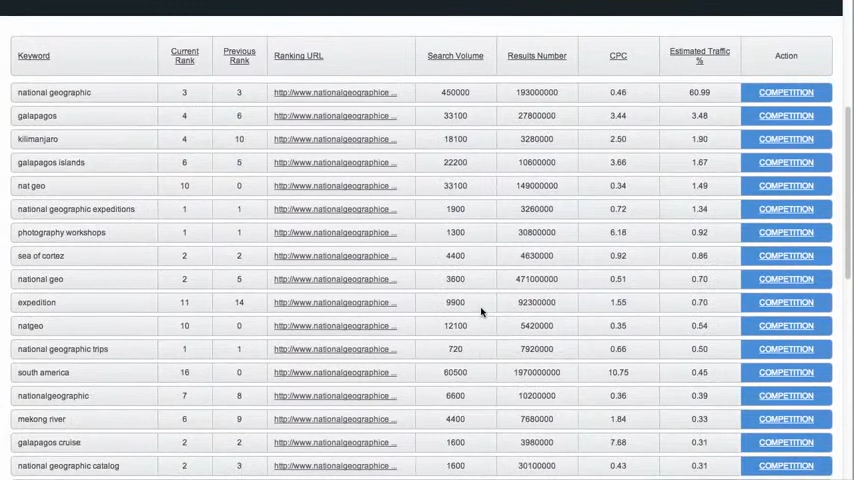 Keyword Current Rank Previous Rank Ranking URL Search Volume Results Number CPC Estimated Traffic % Action
national geographic 3 3 http://www.nationalgeographice ... 450000 193000000 0.46 60.99 COMPETITION
galapagos 4 6 http://www.nationalgeographice ... 33100 27800000 3.44 3.48 COMPETITION
kilimanjaro 4 10 http://www.nationalgeographice ... 18100 3280000 2.50 1.90 COMPETITION
galapagos islands 6 5 http://www.nationalgeographice ... 22200 10600000 3.66 1.67 COMPETITION
nat geo 10 0 http://www.nationalgeographice ... 33100 149000000 0.34 1.49 COMPETITION
national geographic expeditions 1 1 http://www.nationalgeographice ... 1900 3260000 0.72 1.34 COMPETITION
photography workshops 1 1 http://www.nationalgeographice ... 1300 30800000 6.18 0.92 COMPETITION
sea of cortez 2 2 http://www.nationalgeographice ... 4400 4630000 0.92 0.86 COMPETITION
national geo 2 5 http://www.nationalgeographice ... 3600 471000000 0.51 0.70 COMPETITION
expedition 11 14 http://www.nationalgeographice ... 9900 92300000 1.55 0.70 COMPETITION
natgeo 10 0 http://www.nationalgeographice ... 12100 5420000 0.35 0.54 COMPETITION
national geographic trips 1 1 http://www.nationalgeographice ... 720 7920000 0.66 0.50 COMPETITION
south america 16 0 http://www.nationalgeographice ... 60500 1970000000 10.75 0.45 COMPETITION
nationalgeographic 7 8 http://www.nationalgeographice ... 6600 10200000 0.36 0.39 COMPETITION
mekong river 6 9 http://www.nationalgeographice ... 4400 7680000 1.84 0.33 COMPETITION
galapagos cruise 2 2 http://www.nationalgeographice ... 1600 3980000 7.68 0.31 COMPETITION
national geographic catalog 2 3 http://www.nationalgeographice ... 1600 30100000 0.43 0.31 COMPETITION